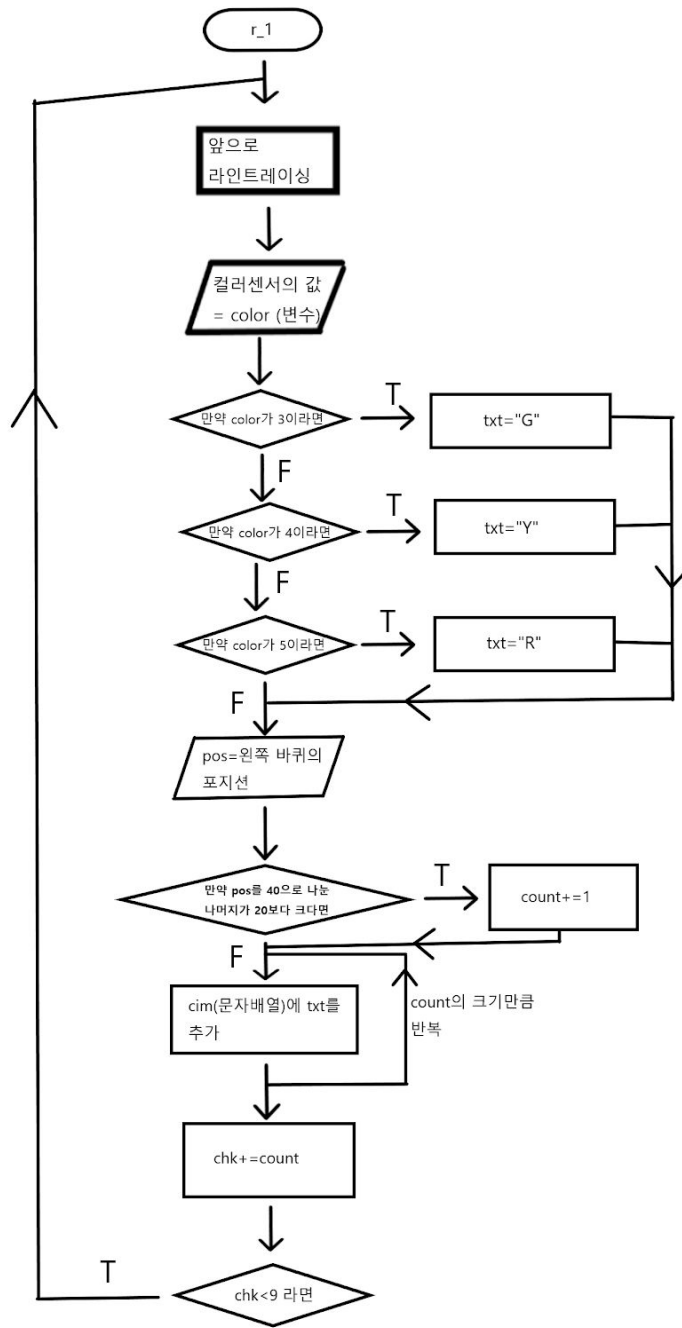 r_1
앞으로
라인트레이싱
컬러센서의 값
= color (변수)
만약 color가 3이라면
T
txt="G"
F
만약 color가 4이라면
T
txt="Y"
F
만약 color가 5이라면
T
txt="R"
F
pos=왼쪽 바퀴의
포지션
만약 pos를 40으로 나눈
나머지가 20보다 크다면
T
count+=1
F
cim(문자배열)에 txt를
추가
count의 크기만큼
반복
chk+=count
T
chk<9 라면